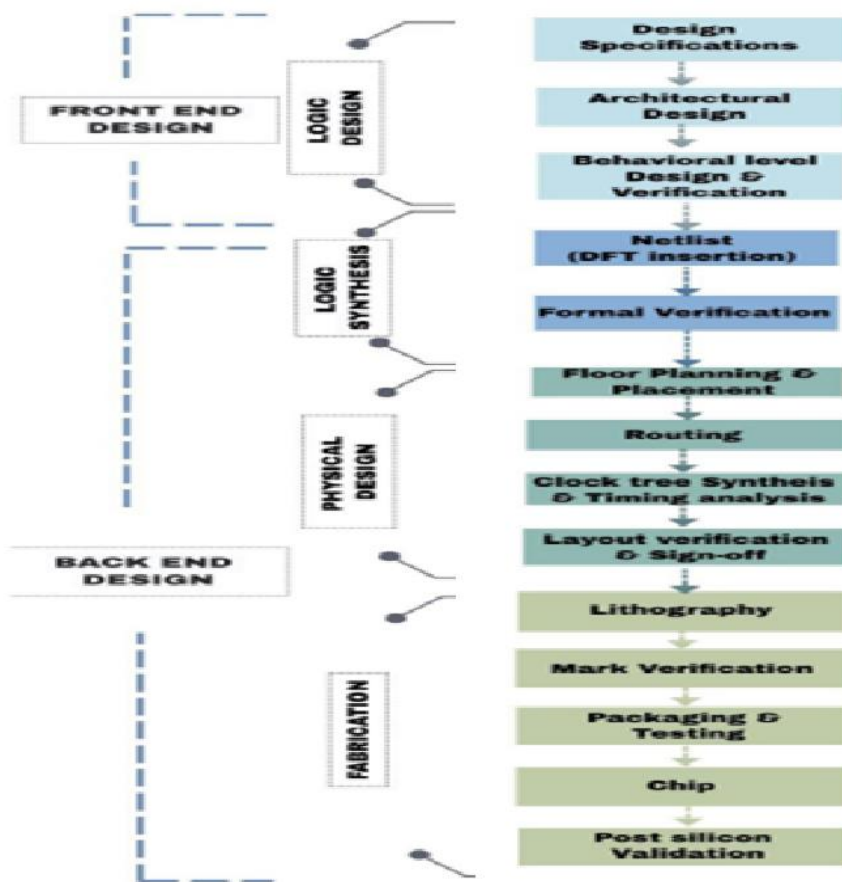 FRONT END
DESIGN
LOGIC
DESIGN
LOGIC
SYNTHESIS
PHYSICAL
DESIGN
BACK END
DESIGN
FABRICATION
Design
Specifications
Architectural
Design
Behavioral level
Design &
Verification
Netlist
(DFT insertion)
Formal Verification
Floor Planning &
Placement
Routing
Clock tree Syntheis
& Timing analysis
Layout verification
& Sign-off
Lithography
Mark Verification
Packaging &
Testing
Chip
Post silicon
Validation